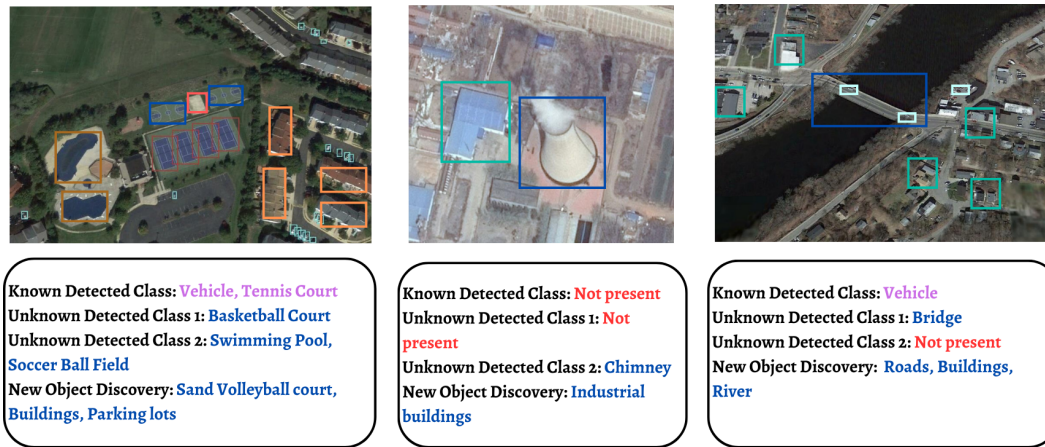 Known Detected Class: Vehicle, Tennis Court
Unknown Detected Class 1: Basketball Court
Unknown Detected Class 2: Swimming Pool,
Soccer Ball Field
New Object Discovery: Sand Volleyball court,
Buildings, Parking lots
Known Detected Class: Not present
Unknown Detected Class 1: Not
present
Unknown Detected Class 2: Chimney
New Object Discovery: Industrial
buildings
Known Detected Class: Vehicle
Unknown Detected Class 1: Bridge
Unknown Detected Class 2: Not present
New Object Discovery: Roads, Buildings,
River